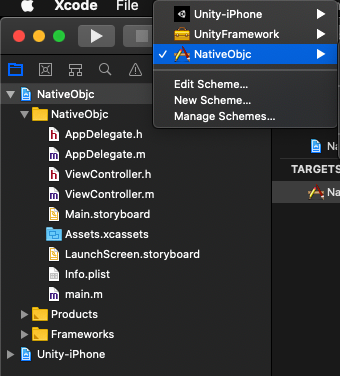 Xcode File
Unity-iPhone
UnityFramework
NativeObjc
Edit Scheme...
New Scheme...
Manage Schemes...
NativeObjc
NativeObjc
AppDelegate.h
AppDelegate.m
ViewController.h
ViewController.m
Main.storyboard
Assets.xcassets
LaunchScreen.storyboard
Info.plist
main.m
Products
Frameworks
Unity-iPhone
Na
TARGETS
Na